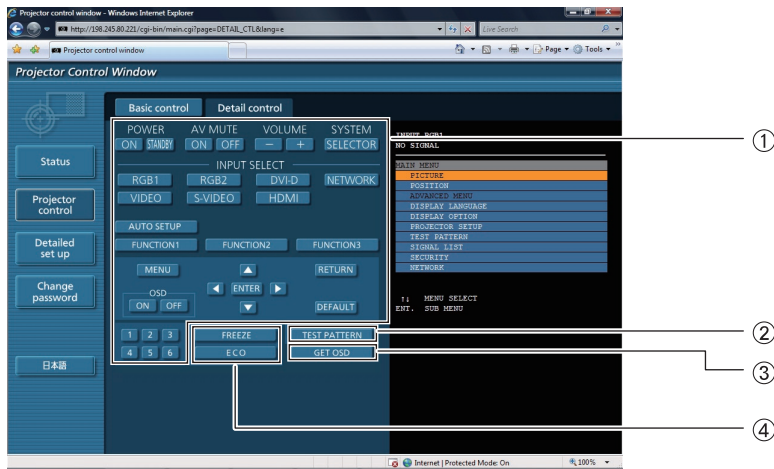 Projector control window - Windows Internet Explorer
http://198.245.80.221/cgi-bin/main.cgi?page=DETAIL_CTL&lang=e
Live Search
Projector control window
Page Tools
Projector Control Window
Basic control Detail control
POWER AV MUTE VOLUME SYSTEM
ON STANDBY ON OFF - + SELECTOR
INPUT SELECT
RGB1 RGB2 DVI-D NETWORK
VIDEO S-VIDEO HDMI
AUTO SETUP
FUNCTION1 FUNCTION2 FUNCTION3
MENU RETURN
OSD
ENTER
ON OFF
DEFAULT
1 2 3 FREEZE TEST PATTERN
4 5 6 ECO GET OSD
Status
Projector
control
Detailed
set up
Change
password
日本語
INPUT RGB1
NO SIGNAL
MAIN MENU
PICTURE
POSITION
ADVANCED MENU
DISPLAY LANGUAGE
DISPLAY OPTION
PROJECTOR SETUP
TEST PATTERN
SIGNAL LIST
SECURITY
NETWORK
↑↓ MENU SELECT
ENT. SUB MENU
①
②
③
④
Internet | Protected Mode: On 100%